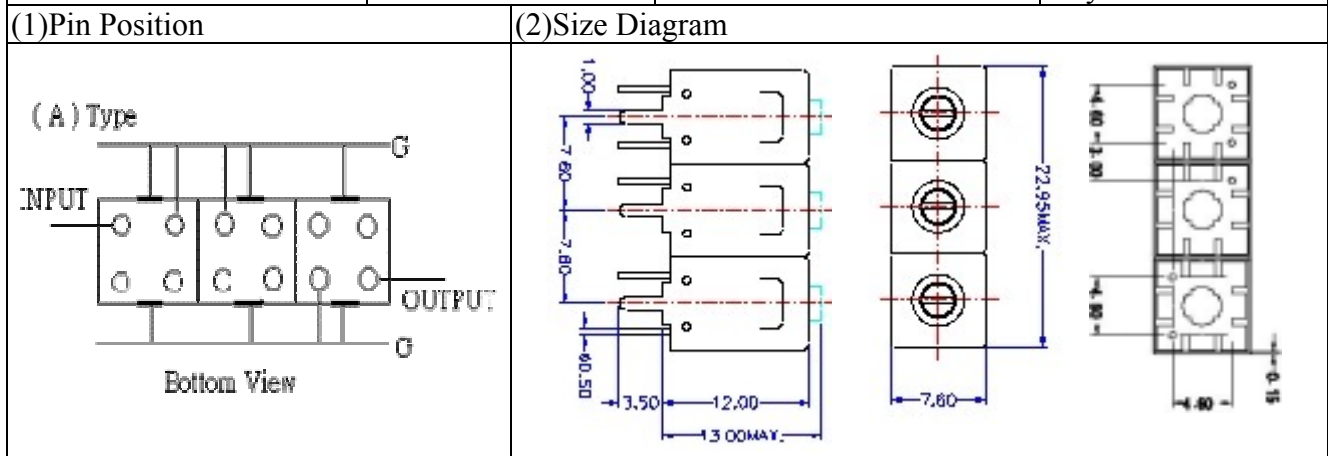 (1)Pin Position
(2)Size Diagram
(A) Type
G
INPUT
OUTPUT
G
Bottom View
1.00
7.60
7.60
ø0.50
3.50
12.00
13.00MAX.
22.95MAX.
7.60
4.60
3.00
4.60
4.60
0.15